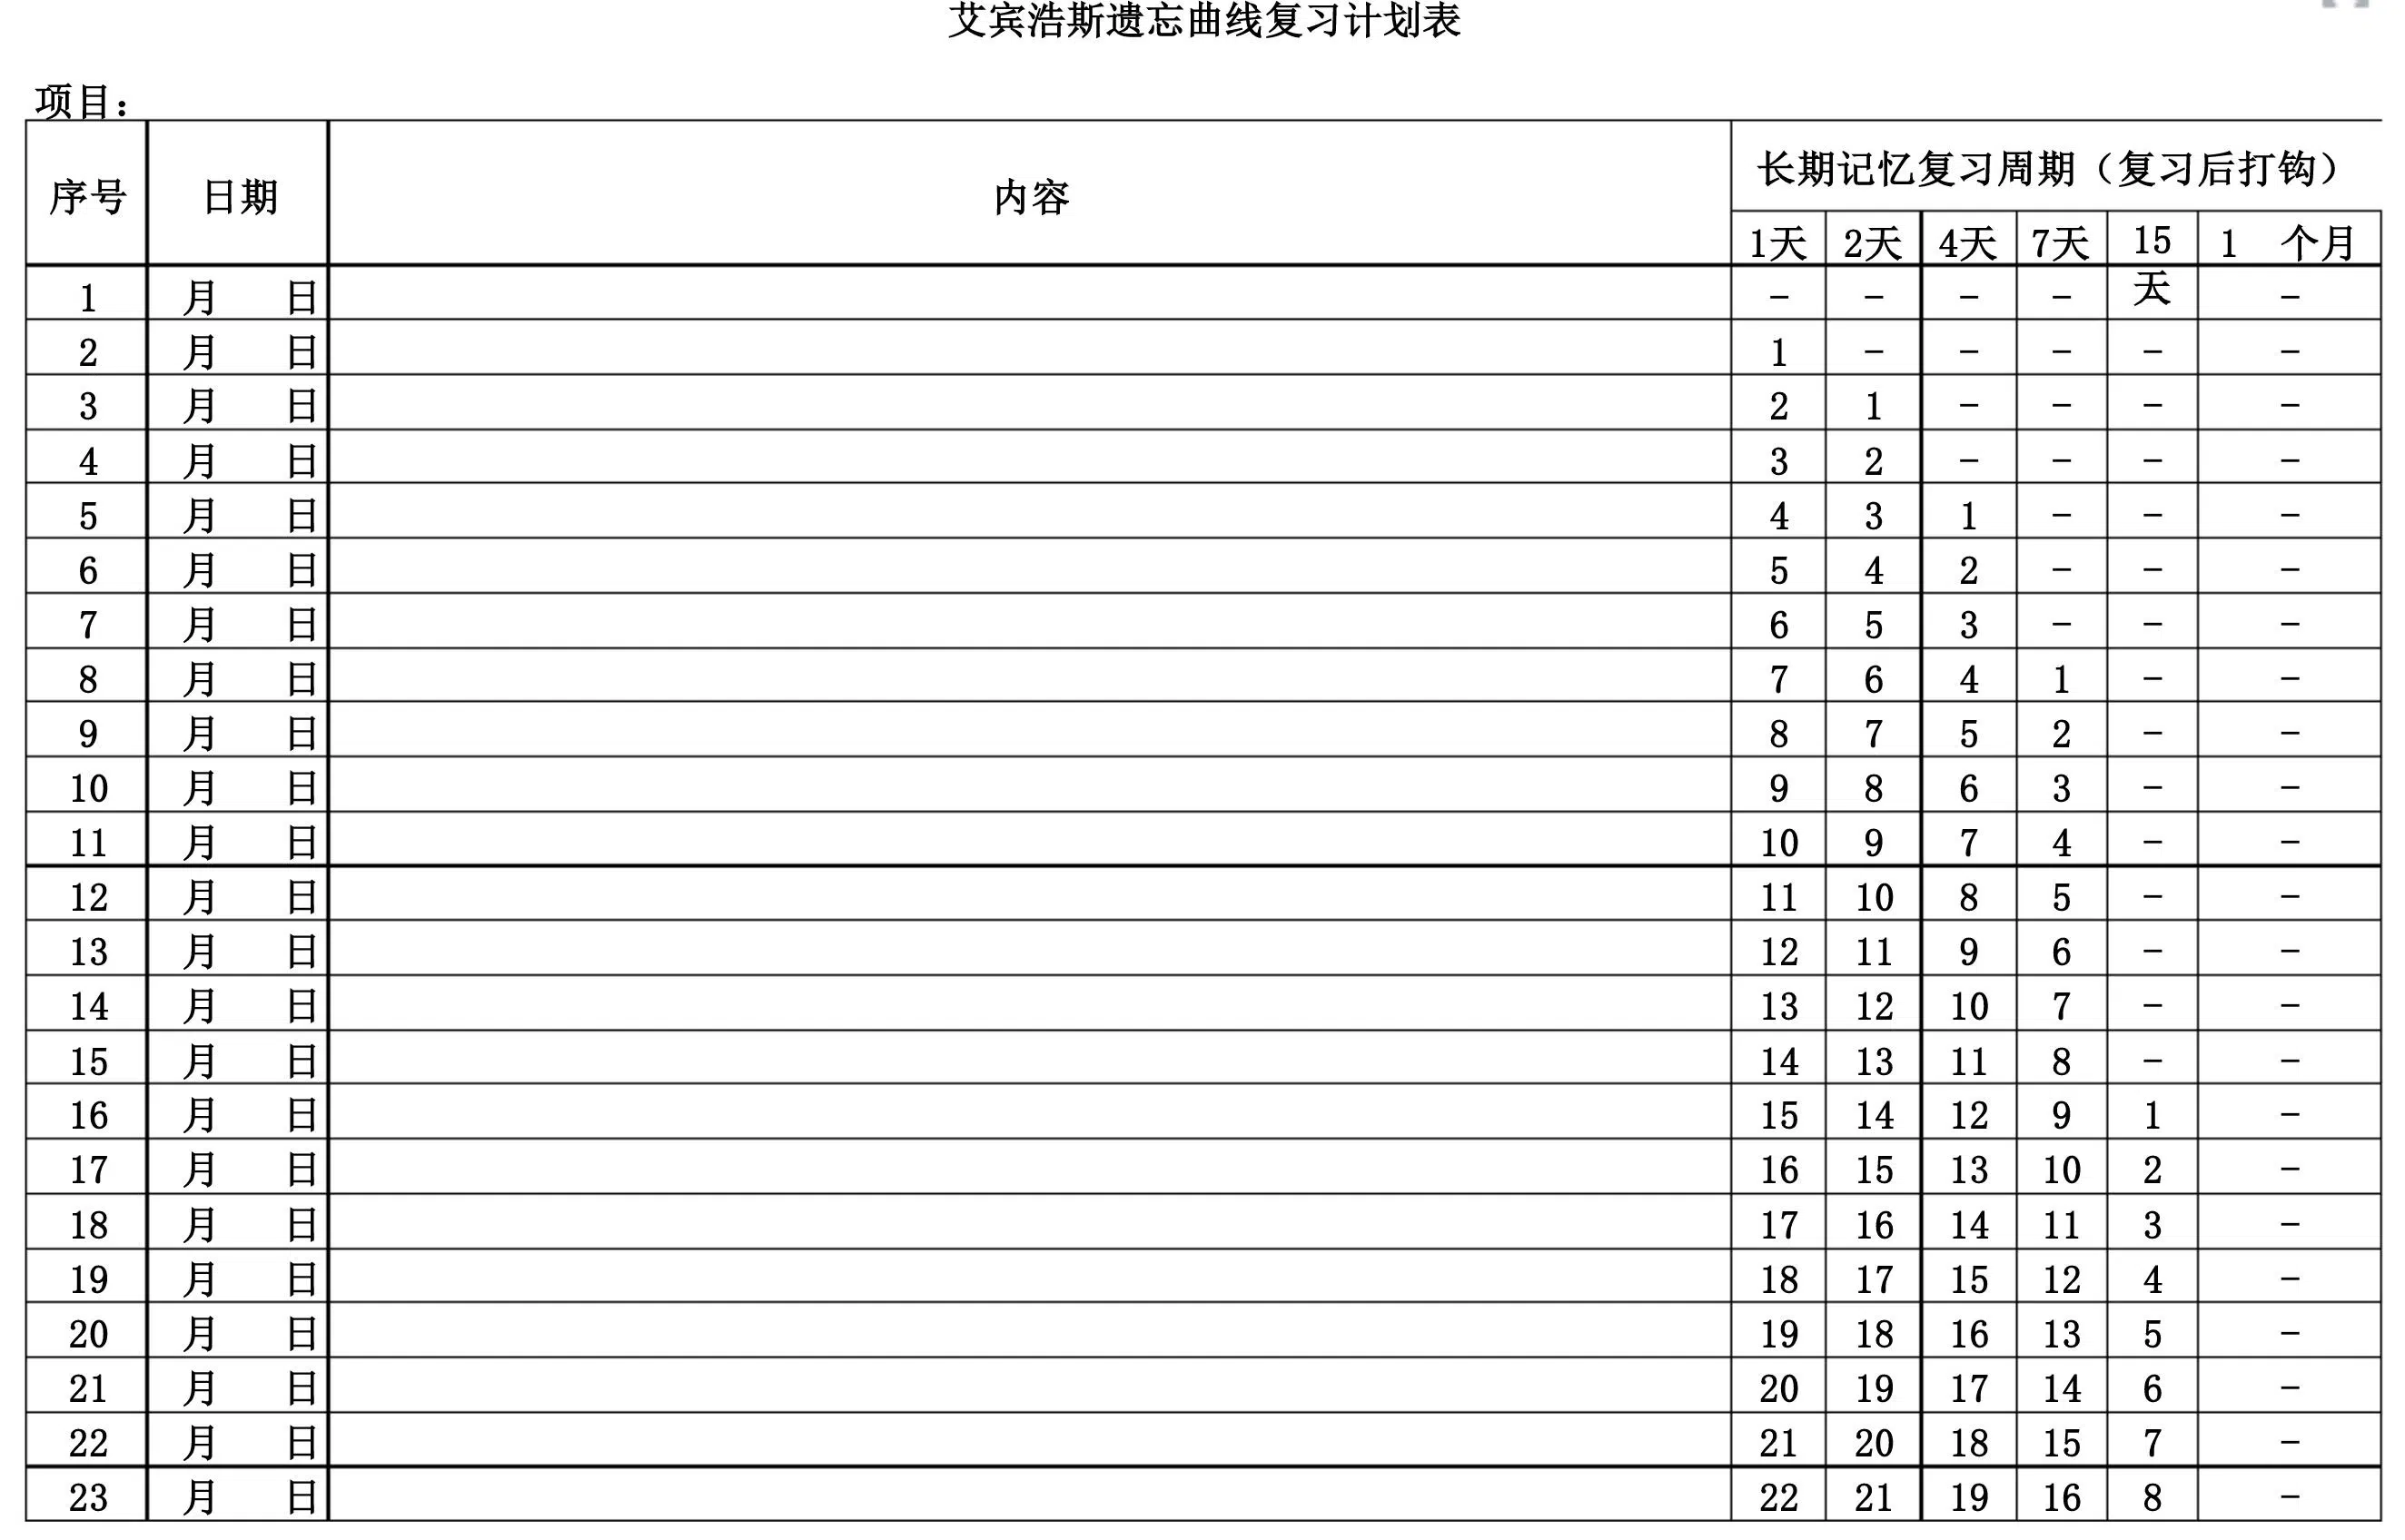 艾宾浩斯遗忘曲线复习计划表
项目：
序号 日期 内容 长期记忆复习周期（复习后打钩）
1天 2天 4天 7天 15天 1 个月
1 月 日 - - - - -
2 月 日 1 - - - - -
3 月 日 2 1 - - - -
4 月 日 3 2 - - - -
5 月 日 4 3 1 - - -
6 月 日 5 4 2 - - -
7 月 日 6 5 3 - - -
8 月 日 7 6 4 1 - -
9 月 日 8 7 5 2 - -
10 月 日 9 8 6 3 - -
11 月 日 10 9 7 4 - -
12 月 日 11 10 8 5 - -
13 月 日 12 11 9 6 - -
14 月 日 13 12 10 7 - -
15 月 日 14 13 11 8 - -
16 月 日 15 14 12 9 1 -
17 月 日 16 15 13 10 2 -
18 月 日 17 16 14 11 3 -
19 月 日 18 17 15 12 4 -
20 月 日 19 18 16 13 5 -
21 月 日 20 19 17 14 6 -
22 月 日 21 20 18 15 7 -
23 月 日 22 21 19 16 8 -